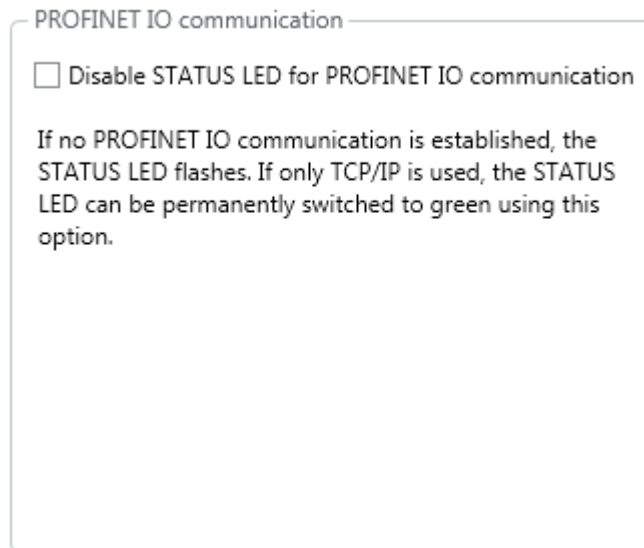 PROFINET IO communication
Disable STATUS LED for PROFINET IO communication
If no PROFINET IO communication is established, the
STATUS LED flashes. If only TCP/IP is used, the STATUS
LED can be permanently switched to green using this
option.